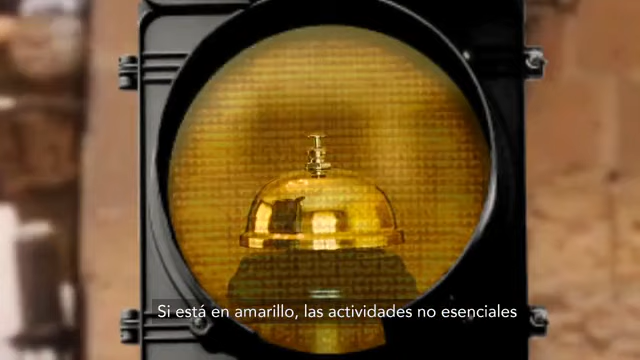 Si está en amarillo, las actividades no esenciales